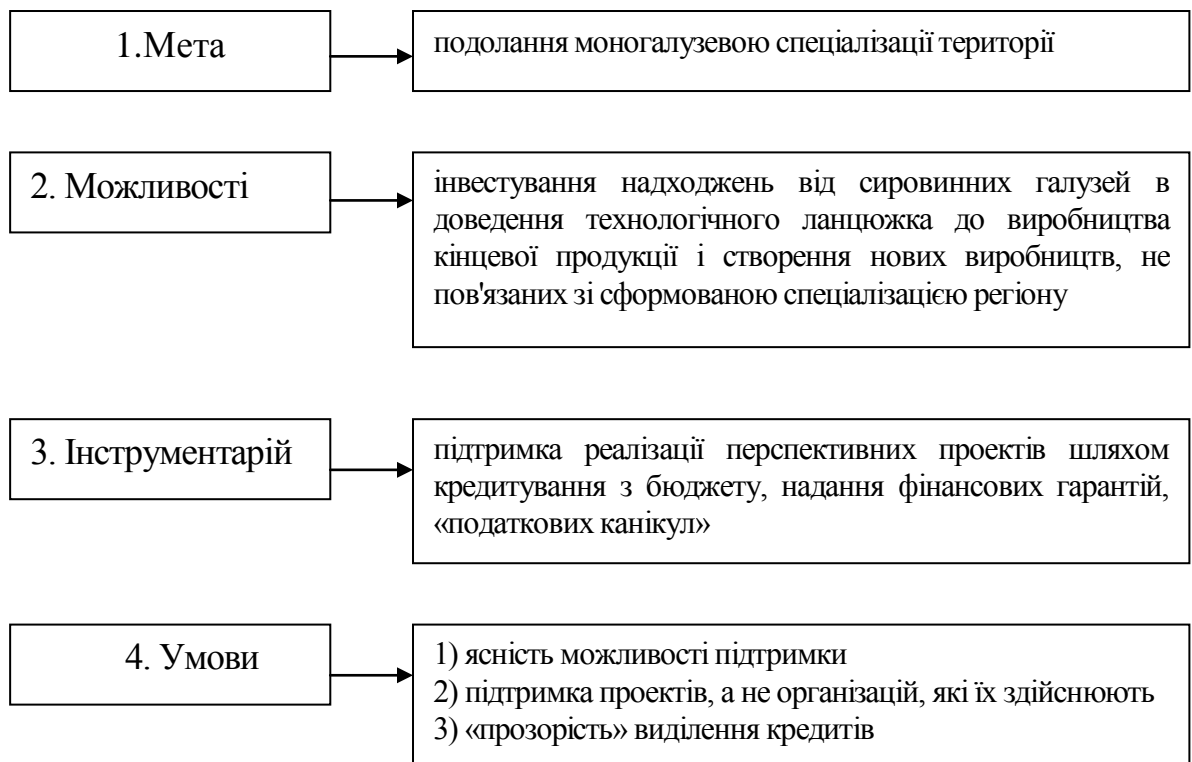 1.Мета
подолання моногалузевою спеціалізації території
2. Можливості
інвестування надходжень від сировинних галузей в
доведення технологічного ланцюжка до виробництва
кінцевої продукції і створення нових виробництв, не
пов'язаних зі сформованою спеціалізацією регіону
3. Інструментарій
підтримка реалізації перспективних проектів шляхом
кредитування з бюджету, надання фінансових гарантій,
«податкових канікул»
4. Умови
1) ясність можливості підтримки
2) підтримка проектів, а не організацій, які їх здійснюють
3) «прозорість» виділення кредитів